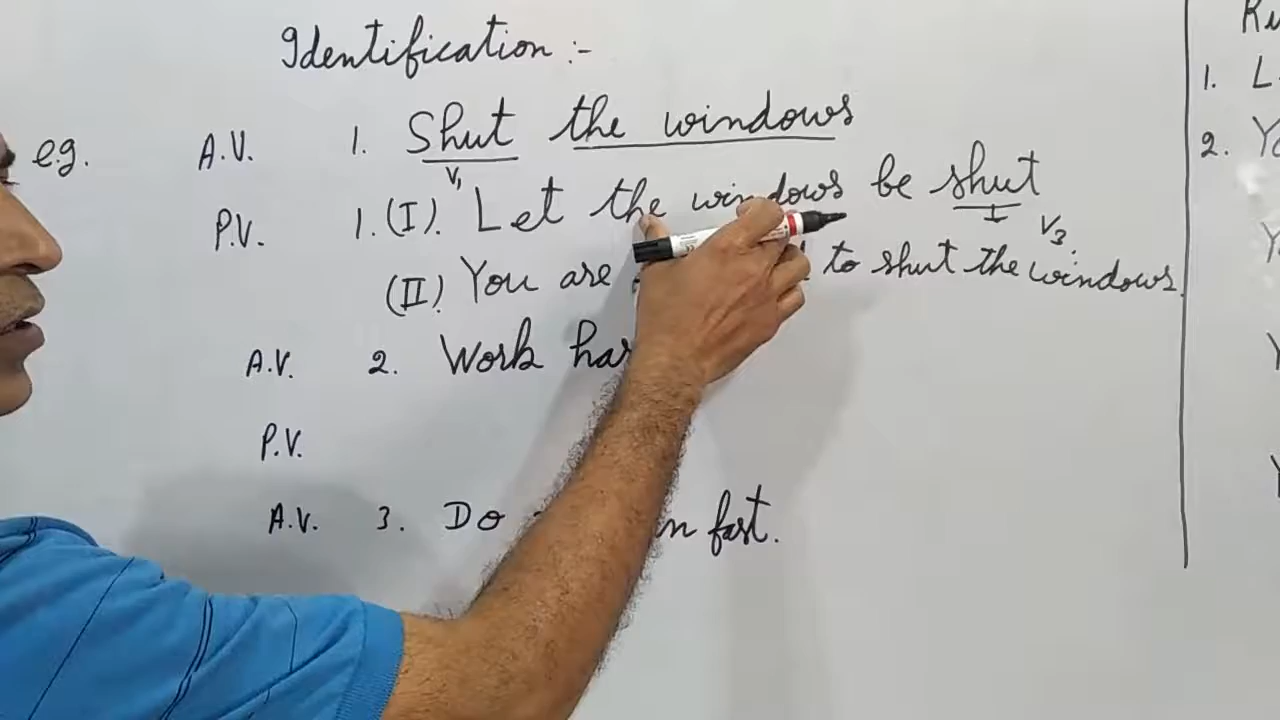 Identification :-
e.g. A.V. 1. Shut the windows
V1
P.V. 1.(I). Let the windows be shut
V3.
(II) You are to shut the windows.
A.V. 2. Work
P.V.
A.V. 3. Do fast.
1.
2.